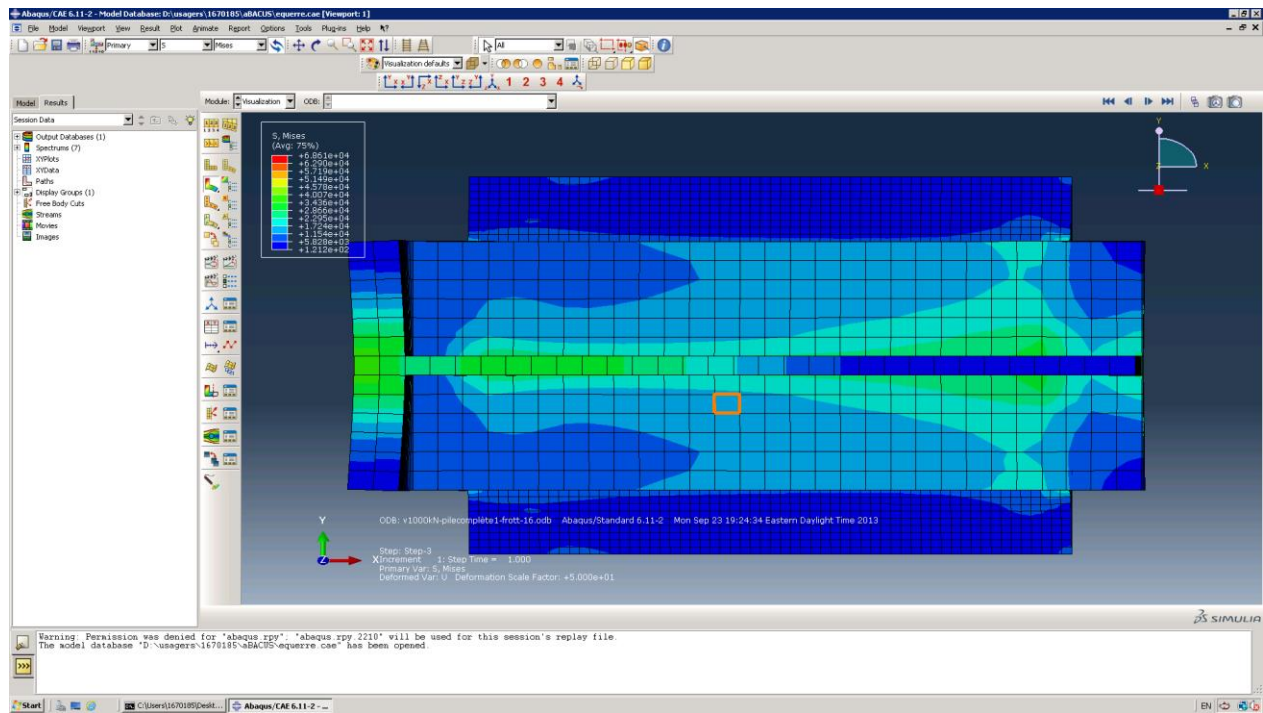 Abaqus/CAE 6.11-2 - Model Database: D:\usagers\1670185\aBACUS\equerre.cae [Viewport: 1]
File Model Viewport View Result Plot Animate Report Options Tools Plug-ins Help
Primary S Mises All
Visualization defaults
1 2 3 4
Model Results Module: Visualization ODB:
Session Data
Output Databases (1)
Spectrums (7)
XYPlots
XYData
Paths
Display Groups (1)
Free Body Cuts
Streams
Movies
Images
S, Mises
(Avg: 75%)
+6.861e+04
+6.290e+04
+5.719e+04
+5.149e+04
+4.578e+04
+4.007e+04
+3.436e+04
+2.866e+04
+2.295e+04
+1.724e+04
+1.154e+04
+5.828e+03
+1.212e+02
Y
Z X
Y
Z X
ODB: v1000kN-pilecomplète1-frott-16.odb Abaqus/Standard 6.11-2 Mon Sep 23 19:24:34 Eastern Daylight Time 2013
Step: Step-3
Increment 1: Step Time = 1.000
Primary Var: S, Mises
Deformed Var: U Deformation Scale Factor: +5.000e+01
SIMULIA
Warning: Permission was denied for "abaqus.rpy"; "abaqus.rpy.2210" will be used for this session's replay file.
The model database "D:\usagers\1670185\aBACUS\equerre.cae" has been opened.
>>>
Start C:\Users\1670185\Deskt... Abaqus/CAE 6.11-2 - ... EN